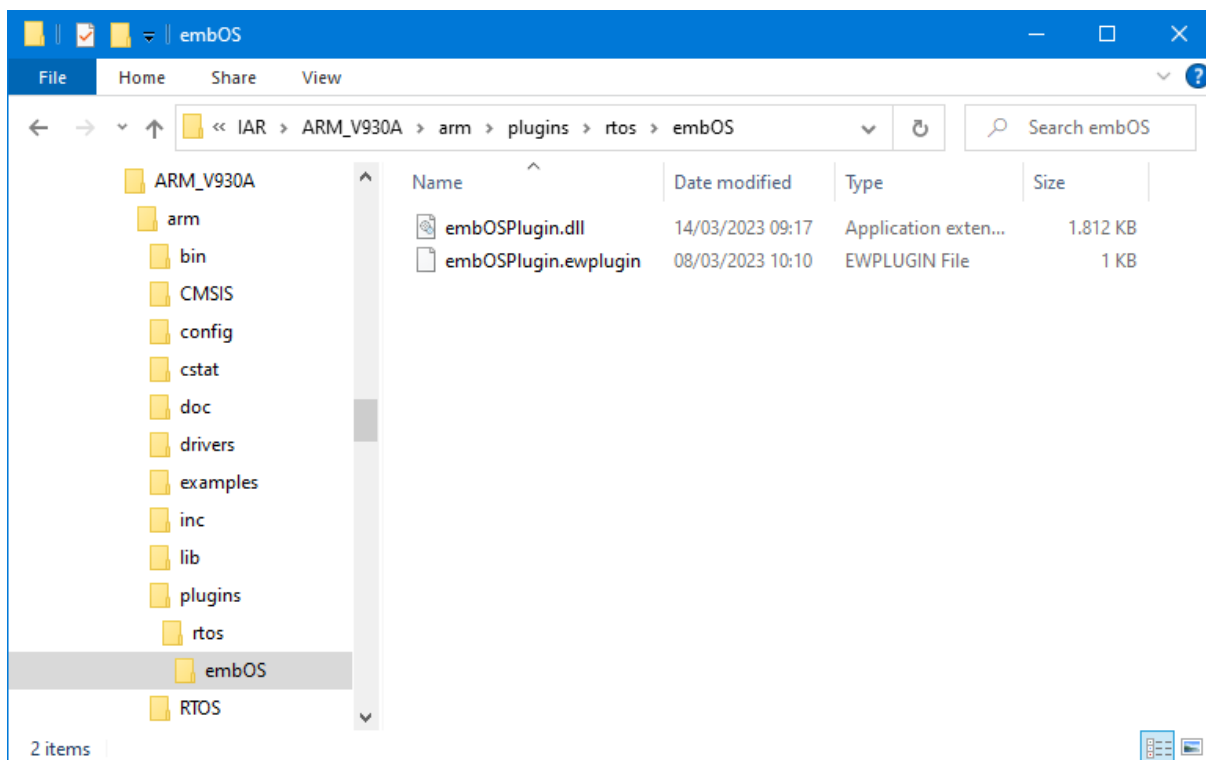 embOS
File Home Share View
« IAR > ARM_V930A > arm > plugins > rtos > embOS Search embOS
ARM_V930A
arm
bin
CMSIS
config
cstat
doc
drivers
examples
inc
lib
plugins
rtos
embOS
RTOS
Name Date modified Type Size
embOSPlugin.dll 14/03/2023 09:17 Application exten... 1.812 KB
embOSPlugin.ewplugin 08/03/2023 10:10 EWPLUGIN File 1 KB
2 items